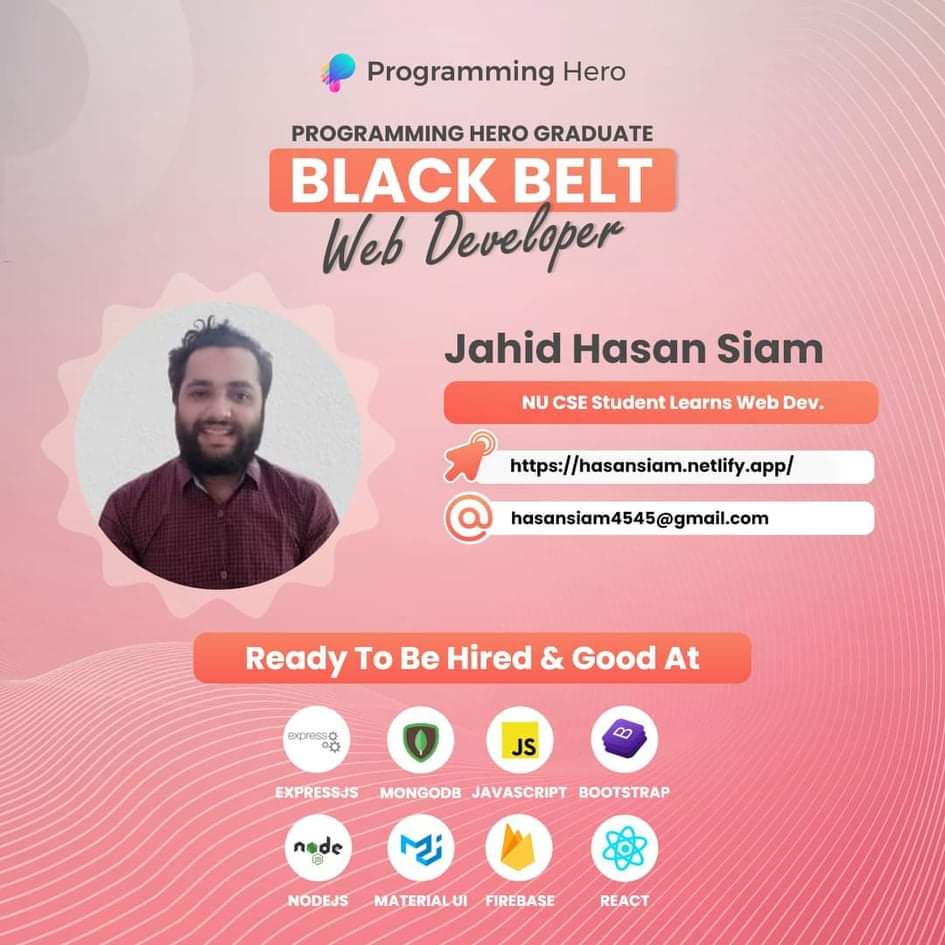 Programming Hero
PROGRAMMING HERO GRADUATE
BLACK BELT
Web Developer
Jahid Hasan Siam
NU CSE Student Learns Web Dev.
https://hasansiam.netlify.app/
@
hasansiam4545@gmail.com
Ready To Be Hired & Good At
express
JS
B
EXPRESSJS MONGODB JAVASCRIPT BOOTSTRAP
node
JS
NODEJS MATERIAL UI FIREBASE REACT